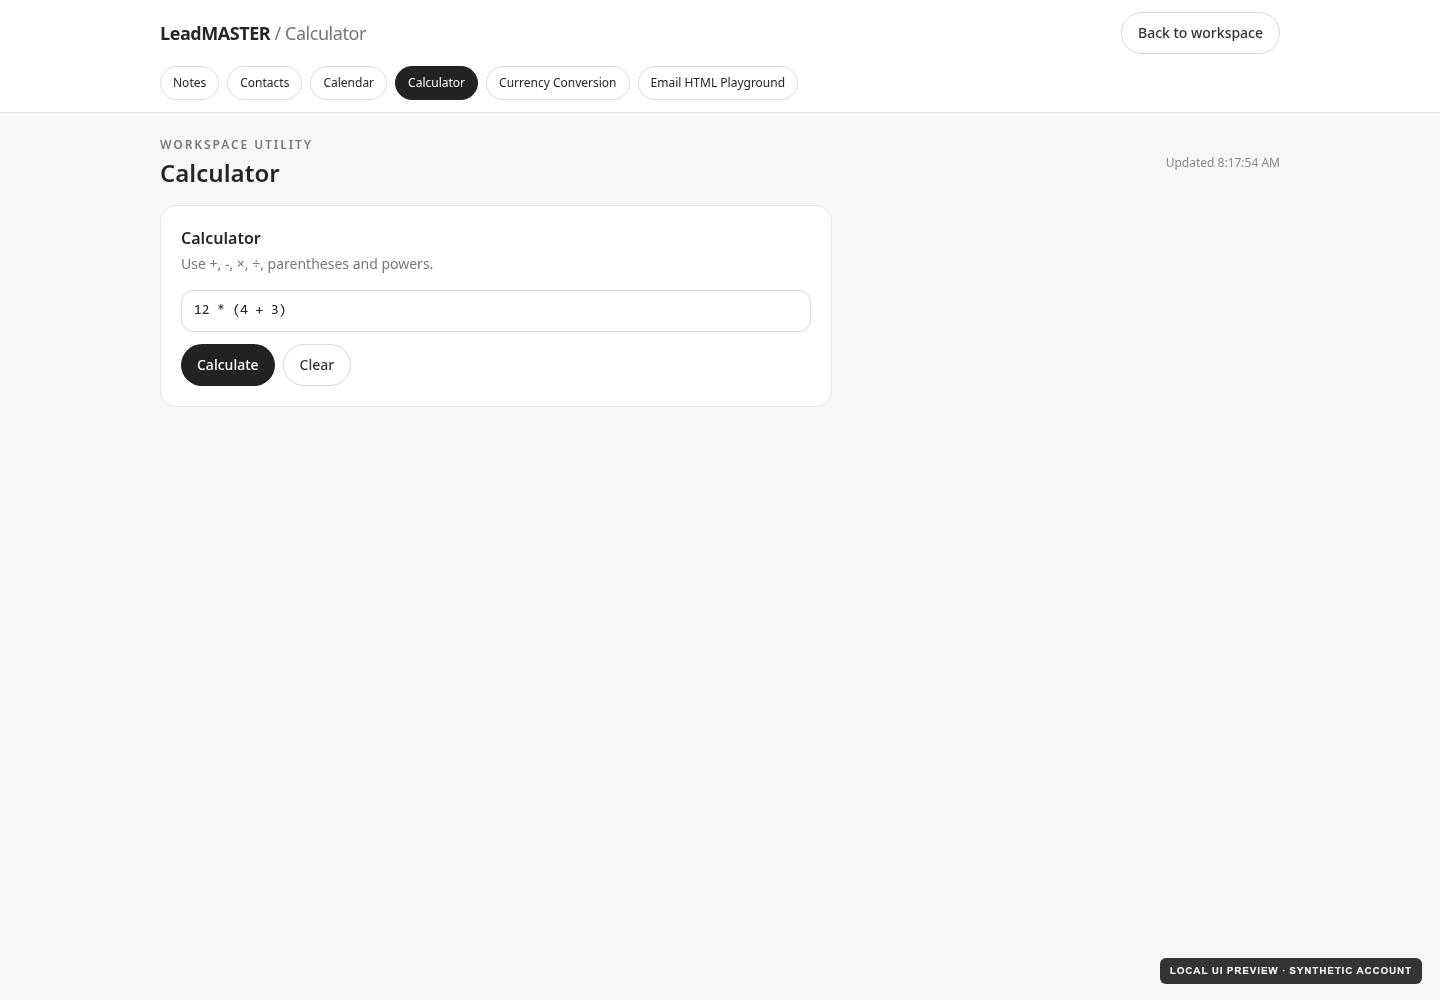 LeadMASTER / Calculator
Back to workspace
Notes
Contacts
Calendar
Calculator
Currency Conversion
Email HTML Playground
WORKSPACE UTILITY
Calculator
Updated 8:17:54 AM
Calculator
Use +, -, ×, ÷, parentheses and powers.
12 * (4 + 3)
Calculate
Clear
LOCAL UI PREVIEW · SYNTHETIC ACCOUNT